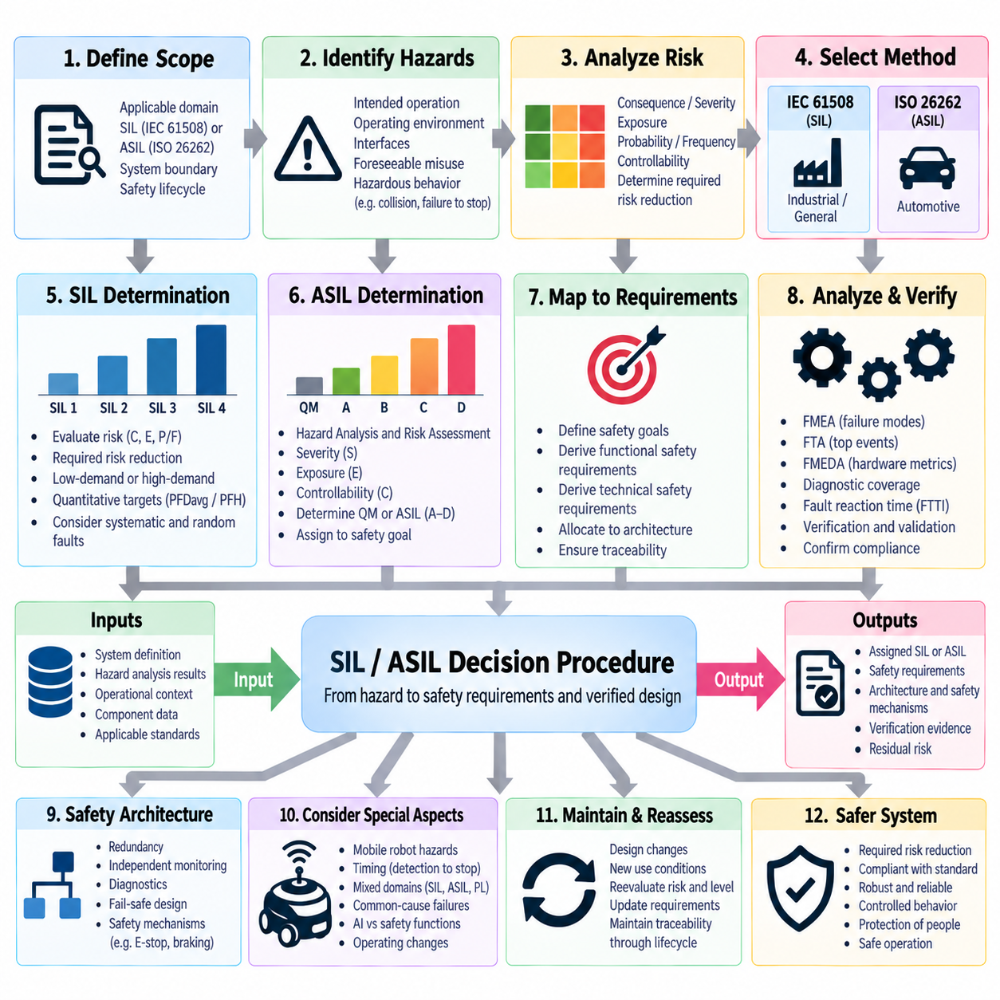 1. Define Scope
Applicable domain
SIL (IEC 61508) or
ASIL (ISO 26262)
System boundary
Safety lifecycle
2. Identify Hazards
Intended operation
Operating environment
Interfaces
Foreseeable misuse
Hazardous behavior
(e.g. collision, failure to stop)
3. Analyze Risk
Consequence / Severity
Exposure
Probability / Frequency
Controllability
Determine required
risk reduction
4. Select Method
IEC 61508
(SIL)
Industrial /
General
ISO 26262
(ASIL)
Automotive
5. SIL Determination
SIL 1 SIL 2 SIL 3 SIL 4
• Evaluate risk (C, E, P/F)
• Required risk reduction
• Low-demand or high-demand
• Quantitative targets (PFDavg / PFH)
• Consider systematic and random
faults
6. ASIL Determination
QM A B C D
• Hazard Analysis and Risk Assessment
• Severity (S)
• Exposure (E)
• Controllability (C)
• Determine QM or ASIL (A–D)
• Assign to safety goal
7. Map to Requirements
• Define safety goals
• Derive functional safety
requirements
• Derive technical safety
requirements
• Allocate to architecture
• Ensure traceability
8. Analyze & Verify
• FMEA (failure modes)
• FTA (top events)
• FMEDA (hardware metrics)
• Diagnostic coverage
• Fault reaction time (FTTI)
• Verification and validation
• Confirm compliance
Inputs
• System definition
• Hazard analysis results
• Operational context
• Component data
• Applicable standards
Input
SIL / ASIL Decision Procedure
From hazard to safety requirements and verified design
Output
Outputs
• Assigned SIL or ASIL
• Safety requirements
• Architecture and safety
mechanisms
• Verification evidence
• Residual risk
9. Safety Architecture
• Redundancy
• Independent monitoring
• Diagnostics
• Fail-safe design
• Safety mechanisms
(e.g. E-stop, braking)
10. Consider Special Aspects
• Mobile robot hazards
• Timing (detection to stop)
• Mixed domains (SIL, ASIL, PL)
• Common-cause failures
• AI vs safety functions
• Operating changes
11. Maintain & Reassess
Design changes
New use conditions
Reevaluate risk and level
Update requirements
Maintain traceability
through lifecycle
12. Safer System
• Required risk reduction
• Compliant with standard
• Robust and reliable
• Controlled behavior
• Protection of people
• Safe operation